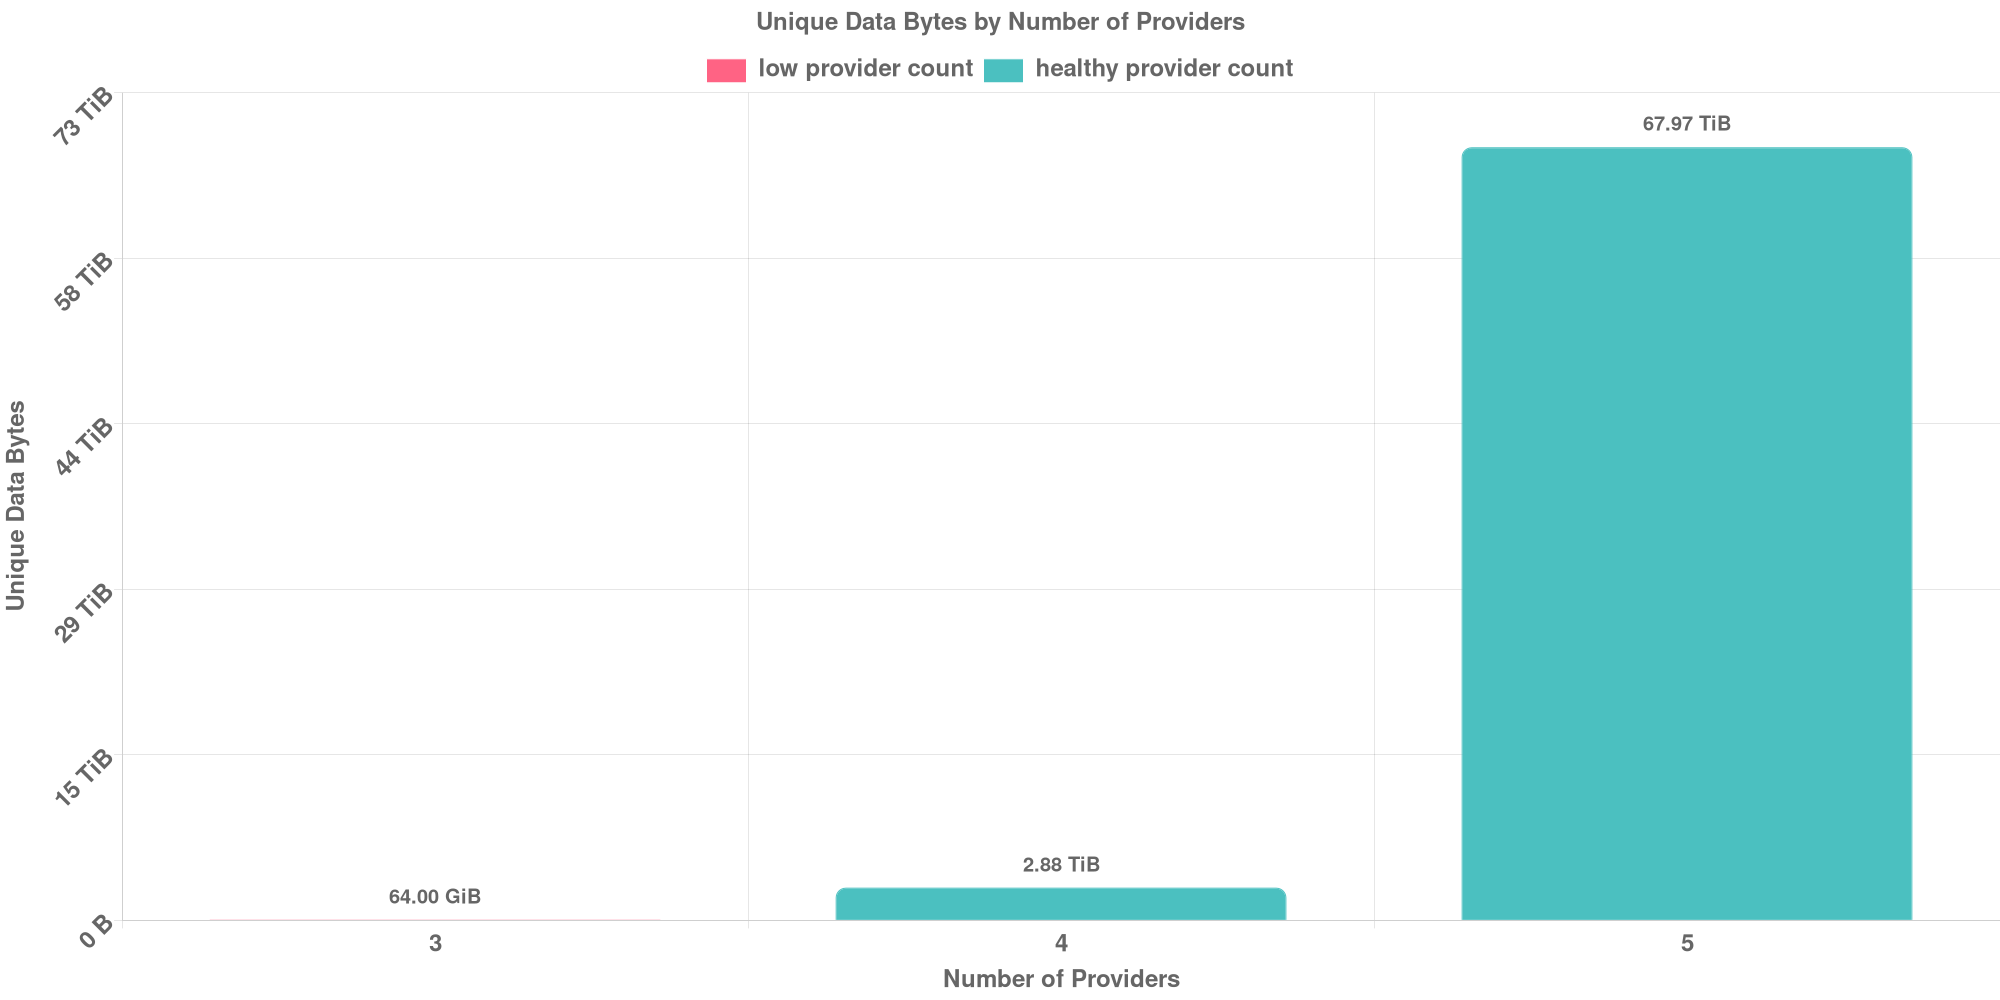 Unique Data Bytes by Number of Providers
low provider count healthy provider count
73 TiB
58 TiB
44 TiB
29 TiB
15 TiB
0 B
Unique Data Bytes
64.00 GiB
2.88 TiB
67.97 TiB
3 4 5
Number of Providers